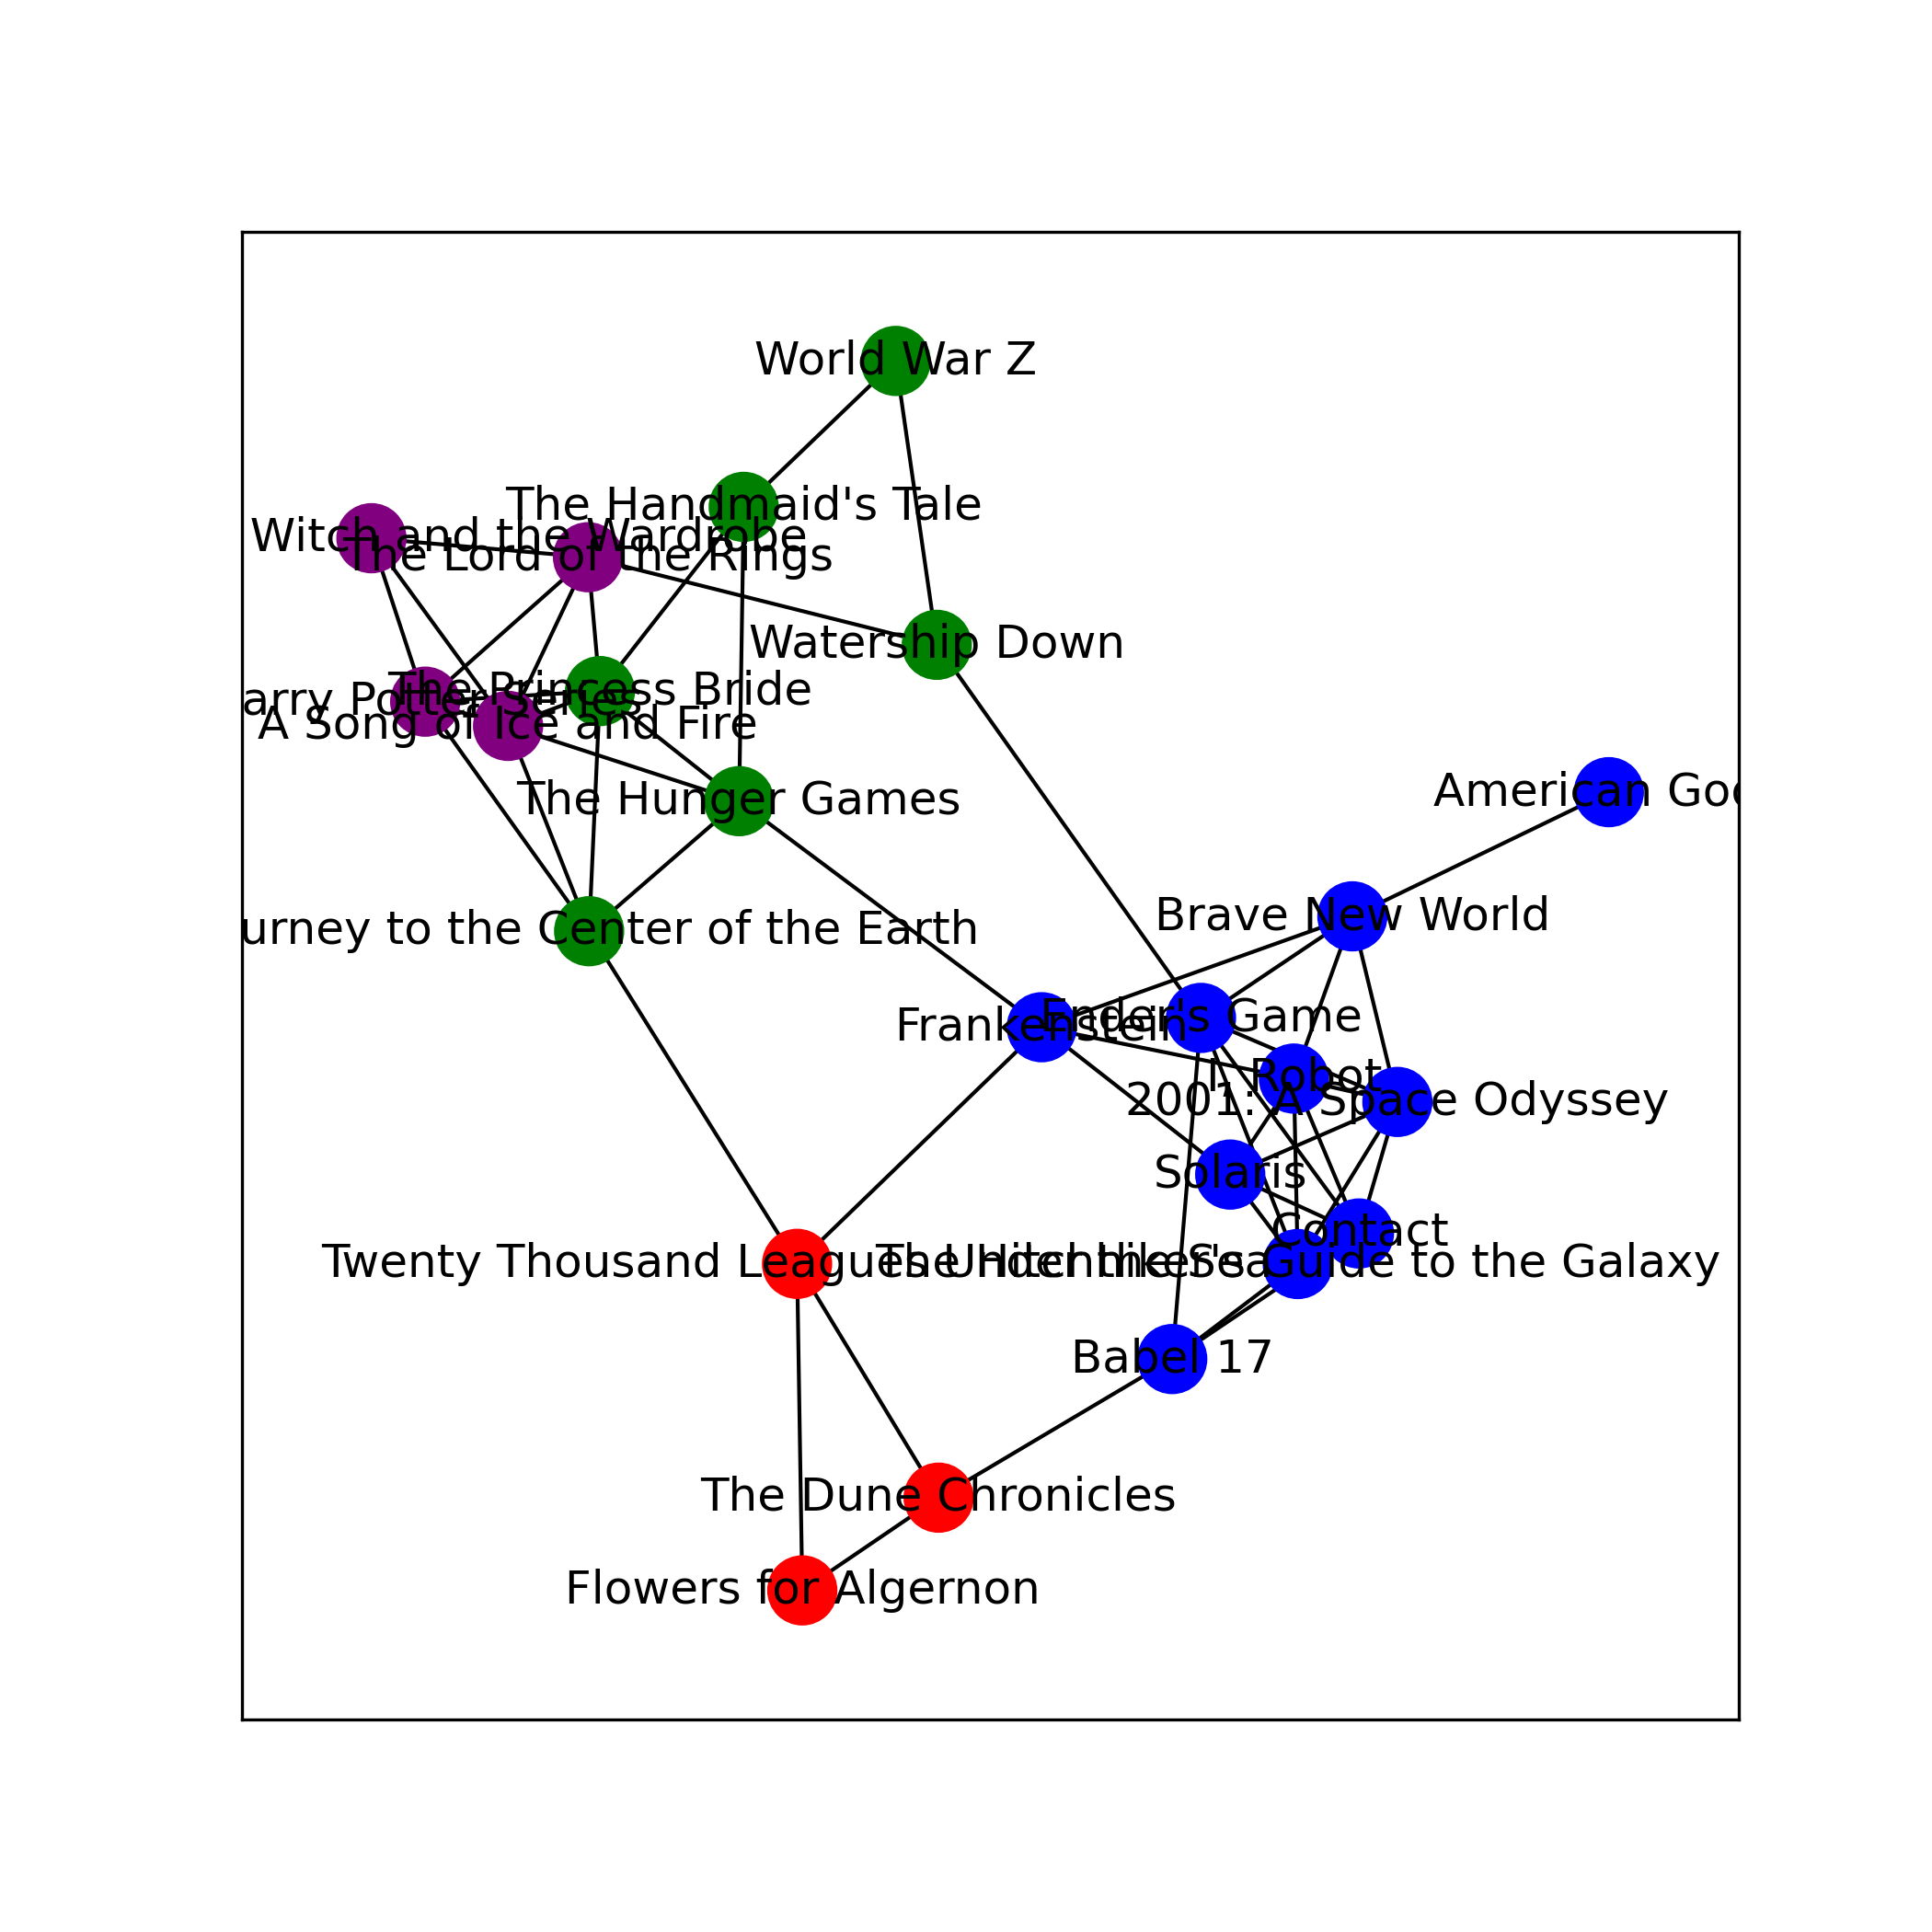 World War Z
The Handmaid's Tale
Witch and the Wardrobe
The Lord of the Rings
Watership Down
The Princess Bride
arry Potter Series
A Song of Ice and Fire
American Go
The Hunger Games
Brave New World
urney to the Center of the Earth
Ender's Game
Frankenstein
I, Robot
2001: A Space Odyssey
Solaris
Contact
Twenty Thousand Leagues Under the Sea
The Hitchhiker's Guide to the Galaxy
Babel 17
The Dune Chronicles
Flowers for Algernon